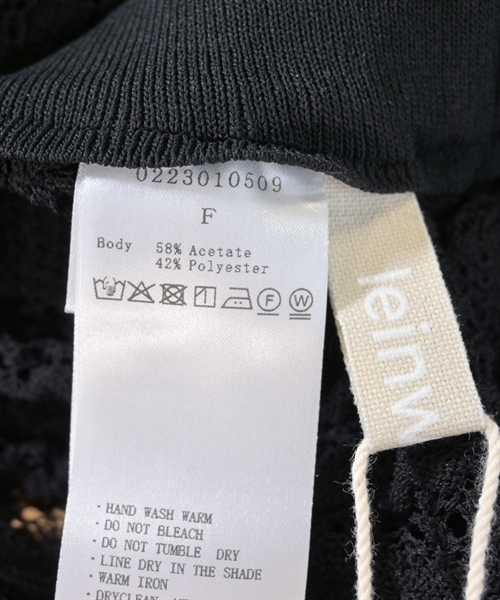 0223010509
F
Body 58% Acetate
42% Polyester
F W
leinw
· HAND WASH WARM
· DO NOT BLEACH
· DO NOT TUMBLE DRY
· LINE DRY IN THE SHADE
· WARM IRON
· DRYCLEAN